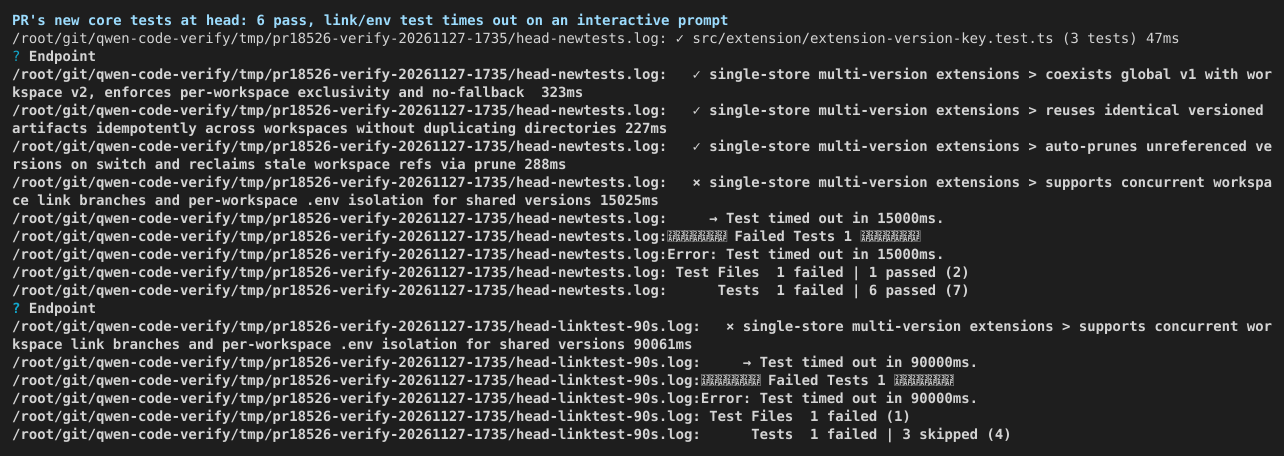 PR's new core tests at head: 6 pass, link/env test times out on an interactive prompt
/root/git/qwen-code-verify/tmp/pr18526-verify-20261127-1735/head-newtests.log: ✓ src/extension/extension-version-key.test.ts (3 tests) 47ms
? Endpoint
/root/git/qwen-code-verify/tmp/pr18526-verify-20261127-1735/head-newtests.log:   ✓ single-store multi-version extensions > coexists global v1 with wor
kspace v2, enforces per-workspace exclusivity and no-fallback  323ms
/root/git/qwen-code-verify/tmp/pr18526-verify-20261127-1735/head-newtests.log:   ✓ single-store multi-version extensions > reuses identical versioned
artifacts idempotently across workspaces without duplicating directories 227ms
/root/git/qwen-code-verify/tmp/pr18526-verify-20261127-1735/head-newtests.log:   ✓ single-store multi-version extensions > auto-prunes unreferenced ve
rsions on switch and reclaims stale workspace refs via prune 288ms
/root/git/qwen-code-verify/tmp/pr18526-verify-20261127-1735/head-newtests.log:   × single-store multi-version extensions > supports concurrent workspa
ce link branches and per-workspace .env isolation for shared versions 15025ms
/root/git/qwen-code-verify/tmp/pr18526-verify-20261127-1735/head-newtests.log:     → Test timed out in 15000ms.
/root/git/qwen-code-verify/tmp/pr18526-verify-20261127-1735/head-newtests.log: Failed Tests 1
/root/git/qwen-code-verify/tmp/pr18526-verify-20261127-1735/head-newtests.log:Error: Test timed out in 15000ms.
/root/git/qwen-code-verify/tmp/pr18526-verify-20261127-1735/head-newtests.log: Test Files  1 failed | 1 passed (2)
/root/git/qwen-code-verify/tmp/pr18526-verify-20261127-1735/head-newtests.log:      Tests  1 failed | 6 passed (7)
? Endpoint
/root/git/qwen-code-verify/tmp/pr18526-verify-20261127-1735/head-linktest-90s.log:   × single-store multi-version extensions > supports concurrent wor
kspace link branches and per-workspace .env isolation for shared versions 90061ms
/root/git/qwen-code-verify/tmp/pr18526-verify-20261127-1735/head-linktest-90s.log:     → Test timed out in 90000ms.
/root/git/qwen-code-verify/tmp/pr18526-verify-20261127-1735/head-linktest-90s.log: Failed Tests 1
/root/git/qwen-code-verify/tmp/pr18526-verify-20261127-1735/head-linktest-90s.log:Error: Test timed out in 90000ms.
/root/git/qwen-code-verify/tmp/pr18526-verify-20261127-1735/head-linktest-90s.log: Test Files  1 failed (1)
/root/git/qwen-code-verify/tmp/pr18526-verify-20261127-1735/head-linktest-90s.log:      Tests  1 failed | 3 skipped (4)